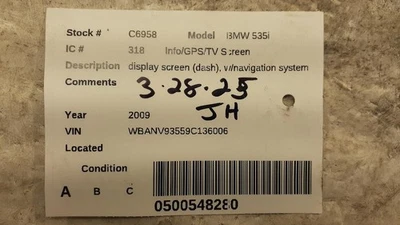 Stock # C6958 Model BMW 535i
IC # 318 Info/GPS/TV Screen
Description display screen (dash), w/navigation system
Comments 3.28.25
JH
Year 2009
VIN WBANV93559C136006
Located
Condition
A B C
0500548280